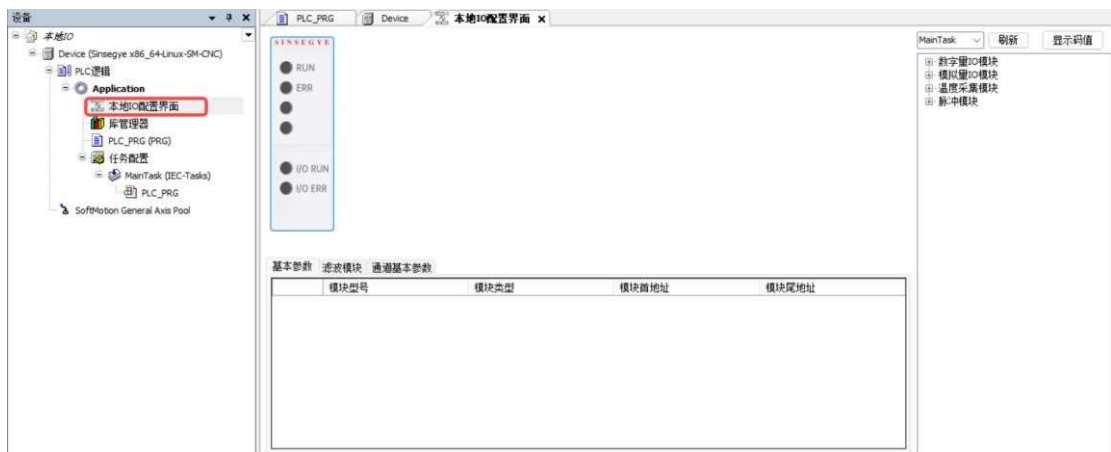 设备
本地IO
Device (Sinsegye x86_64-Linux-SM-CNC)
PLC逻辑
Application
本地IO配置界面
库管理器
PLC_PRG (PRG)
任务配置
MainTask (IEC-Tasks)
PLC_PRG
SoftMotion General Axis Pool
PLC_PRG
Device
本地IO配置界面
SINSEGYE
RUN
ERR
I/O RUN
I/O ERR
基本参数 滤波模块 通道基本参数
模块型号 模块类型 模块首地址 模块尾地址
MainTask 刷新 显示码值
数字量IO模块
模拟量IO模块
温度采集模块
脉冲模块